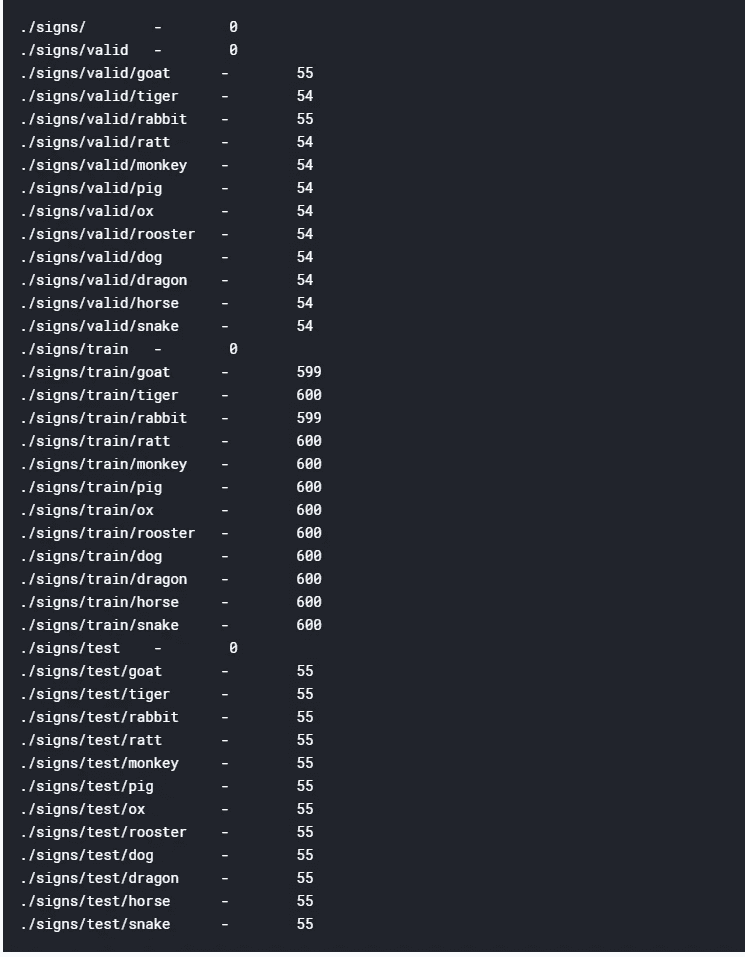 ./signs/ - 0
./signs/valid - 0
./signs/valid/goat - 55
./signs/valid/tiger - 54
./signs/valid/rabbit - 55
./signs/valid/ratt - 54
./signs/valid/monkey - 54
./signs/valid/pig - 54
./signs/valid/ox - 54
./signs/valid/rooster - 54
./signs/valid/dog - 54
./signs/valid/dragon - 54
./signs/valid/horse - 54
./signs/valid/snake - 54
./signs/train - 0
./signs/train/goat - 599
./signs/train/tiger - 600
./signs/train/rabbit - 599
./signs/train/ratt - 600
./signs/train/monkey - 600
./signs/train/pig - 600
./signs/train/ox - 600
./signs/train/rooster - 600
./signs/train/dog - 600
./signs/train/dragon - 600
./signs/train/horse - 600
./signs/train/snake - 600
./signs/test - 0
./signs/test/goat - 55
./signs/test/tiger - 55
./signs/test/rabbit - 55
./signs/test/ratt - 55
./signs/test/monkey - 55
./signs/test/pig - 55
./signs/test/ox - 55
./signs/test/rooster - 55
./signs/test/dog - 55
./signs/test/dragon - 55
./signs/test/horse - 55
./signs/test/snake - 55